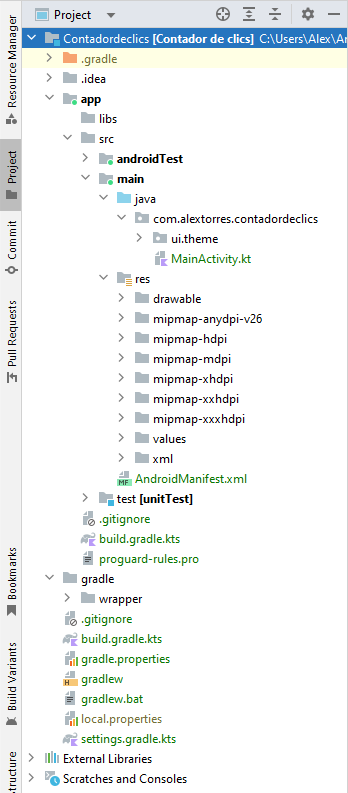 Project
Contadordeclics [Contador de clics] C:\Users\Alex\An
.gradle
.idea
app
libs
src
androidTest
main
java
com.alextorres.contadordeclics
ui.theme
MainActivity.kt
res
drawable
mipmap-anydpi-v26
mipmap-hdpi
mipmap-mdpi
mipmap-xhdpi
mipmap-xxhdpi
mipmap-xxxhdpi
values
xml
AndroidManifest.xml
test [unitTest]
.gitignore
build.gradle.kts
proguard-rules.pro
gradle
wrapper
.gitignore
build.gradle.kts
gradle.properties
gradlew
gradlew.bat
local.properties
settings.gradle.kts
External Libraries
Scratches and Consoles
Resource Manager
Project
Commit
Pull Requests
Bookmarks
Build Variants
structure